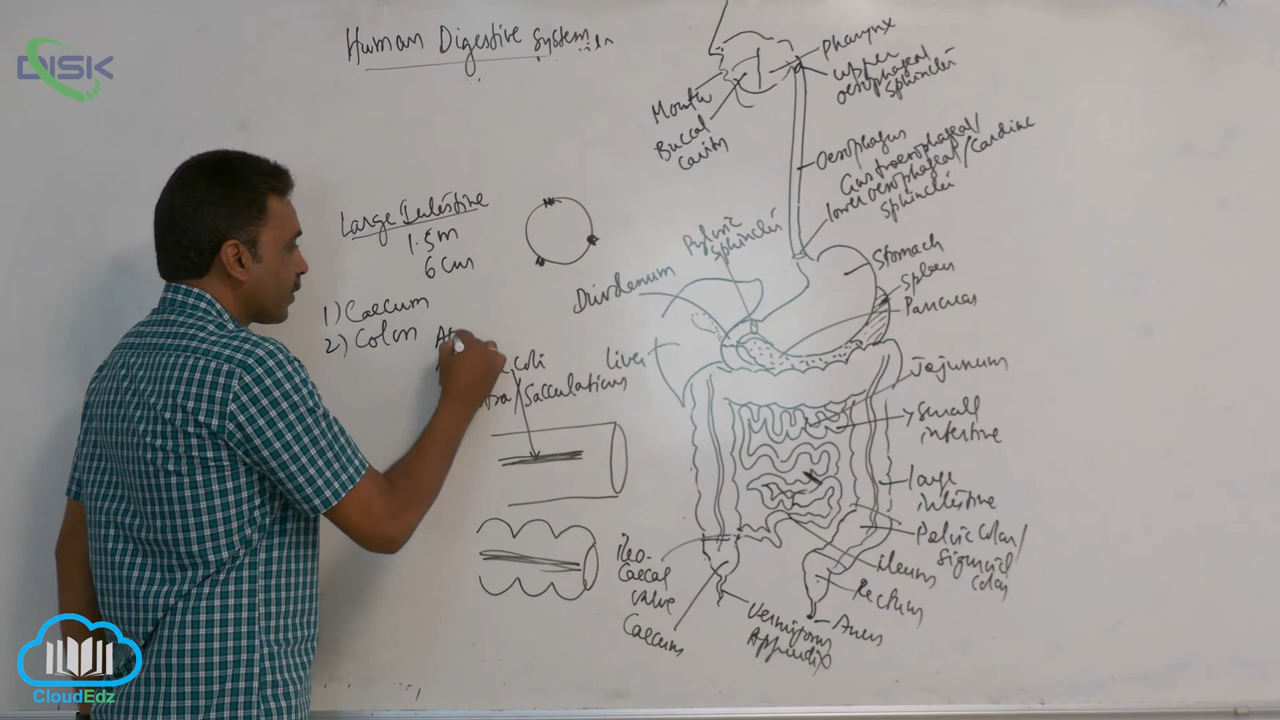 DISK
Human Digestive System
Pharynx
upper
oesophageal
sphincter
Mouth
Buccal
cavity
Oesophagus
Gastroesophageal/
lower oesophageal/Cardiac
sphincter
Large Intestine
1.5m
6 cm
1) Caecum
2) Colon
coli
/Sacculations
Pyloric
sphincter
Duodenum
liver
Stomach
Spleen
Pancreas
Jejunum
Small
intestine
large
intestine
Pelvic colon/
Sigmoid
colon
Ileum
Rectum
Anus
Vermiform
Appendix
Ileo-
Caecal
valve
Caecum
CloudEdz